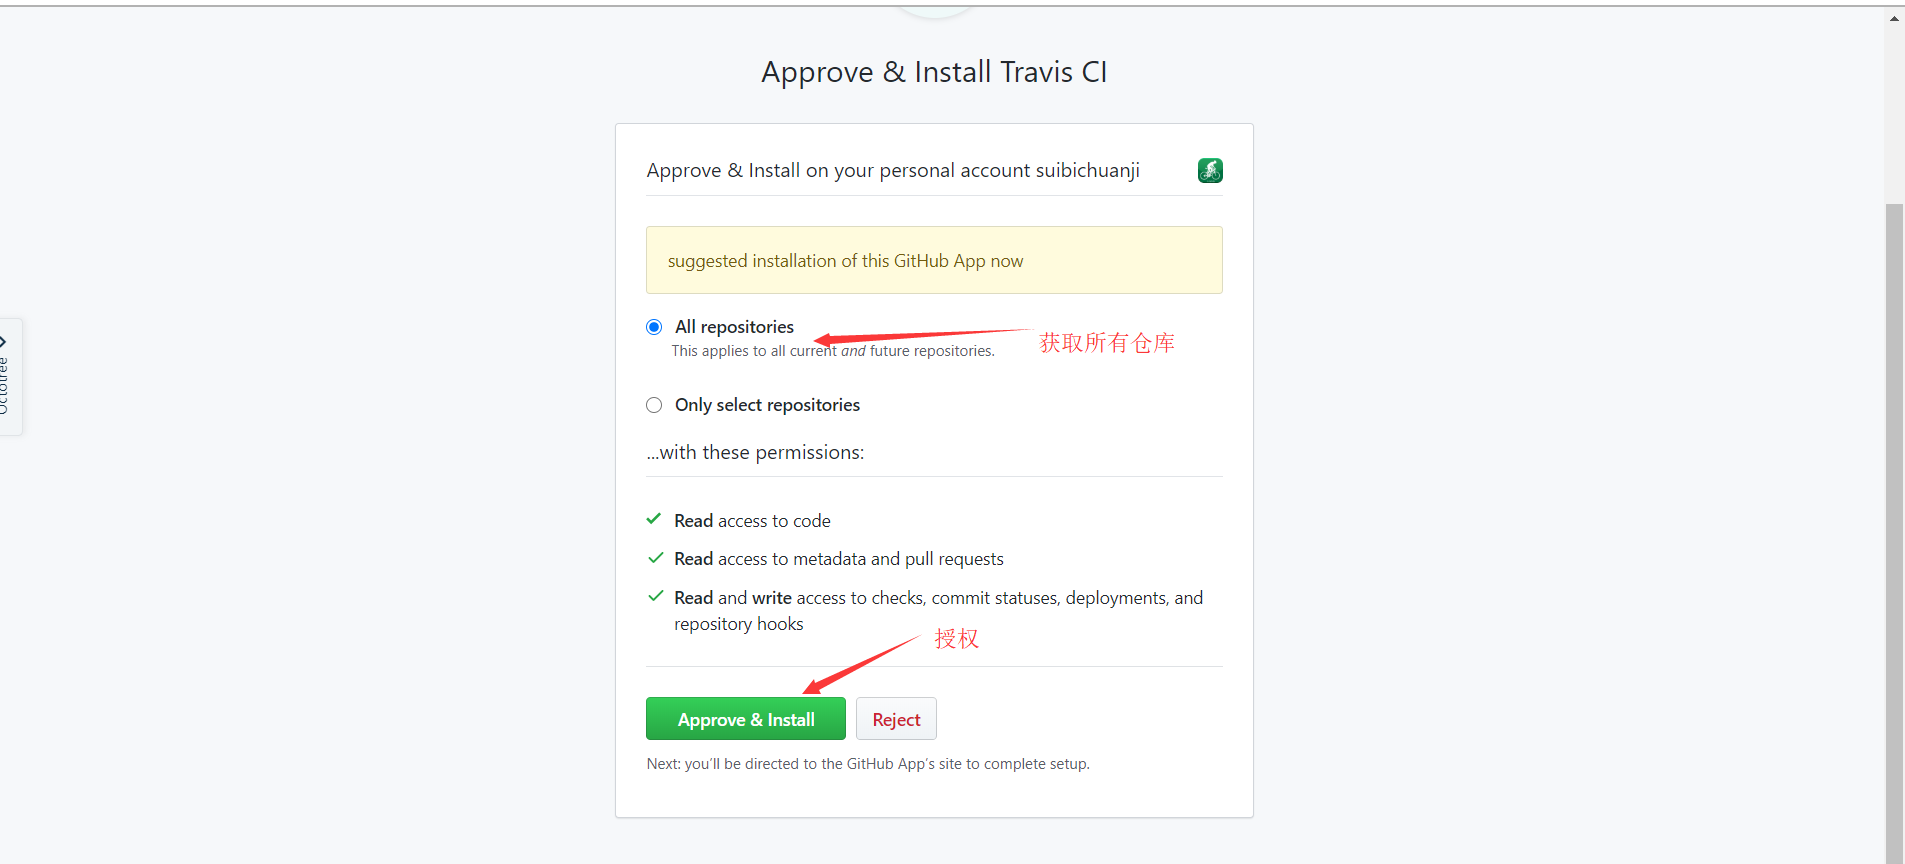 Approve & Install Travis CI
Approve & Install on your personal account suibichuanji
suggested installation of this GitHub App now
All repositories
This applies to all current and future repositories.
获取所有仓库
Only select repositories
...with these permissions:
Octotree
Read access to code
Read access to metadata and pull requests
Read and write access to checks, commit statuses, deployments, and
repository hooks
授权
Approve & Install
Reject
Next: you'll be directed to the GitHub App's site to complete setup.